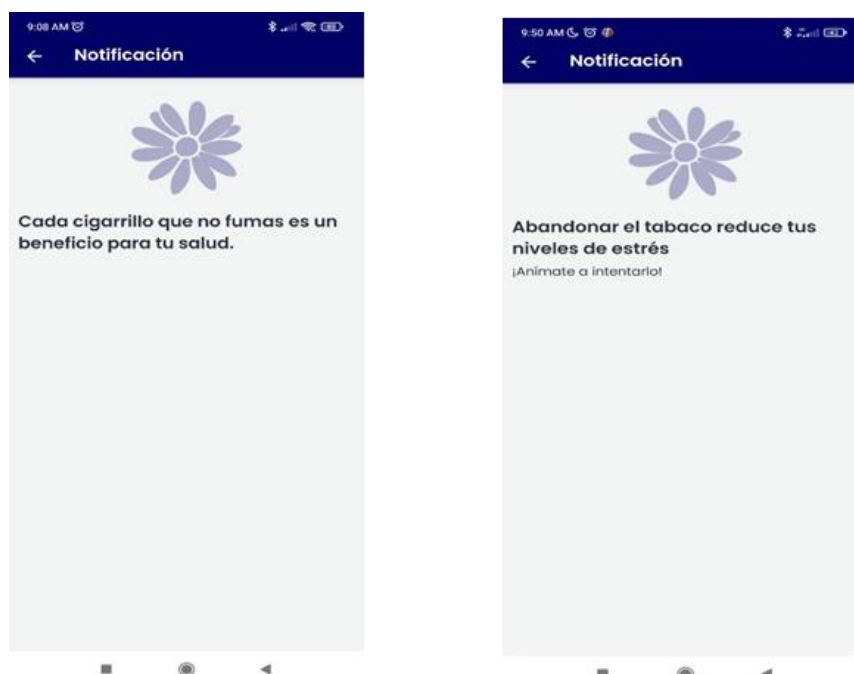 9:08 AM
Notificación
Cada cigarrillo que no fumas es un
beneficio para tu salud.
9:50 AM
Notificación
Abandonar el tabaco reduce tus
niveles de estrés
¡Anímate a intentarlo!